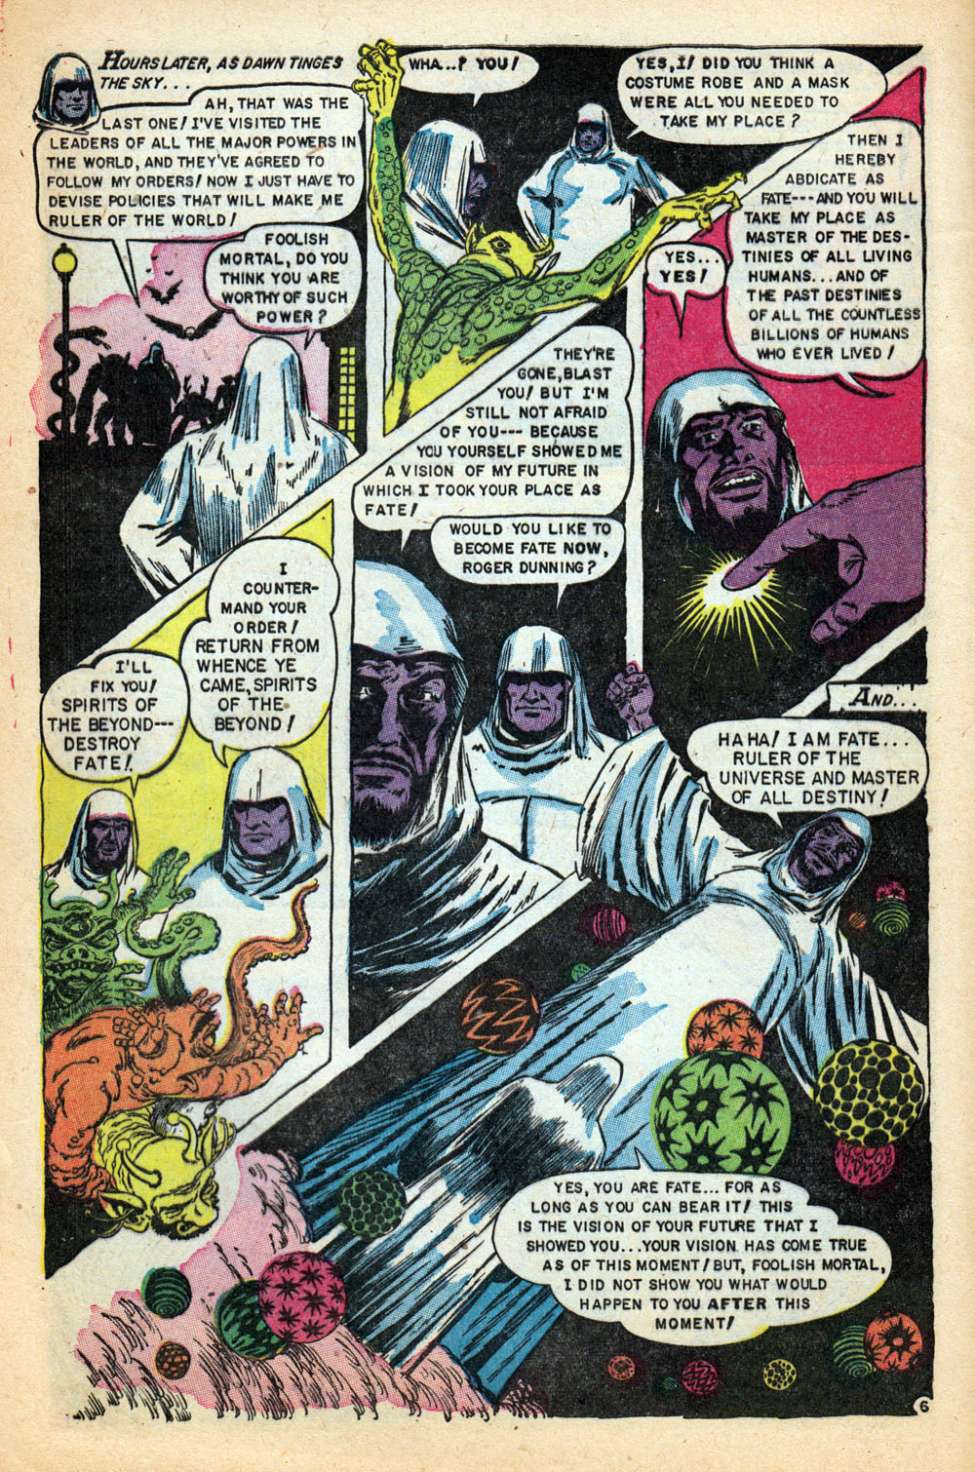 HOURS LATER, AS DAWN TINGES
THE SKY...
AH, THAT WAS THE
LAST ONE! I'VE VISITED THE
LEADERS OF ALL THE MAJOR POWERS IN
THE WORLD, AND THEY'VE AGREED TO
FOLLOW MY ORDERS! NOW I JUST HAVE TO
DEVISE POLICIES THAT WILL MAKE ME
RULER OF THE WORLD!
FOOLISH
MORTAL, DO YOU
THINK YOU ARE
WORTHY OF SUCH
POWER?
WHA..? YOU!
YES, I! DID YOU THINK A
COSTUME ROBE AND A MASK
WERE ALL YOU NEEDED TO
TAKE MY PLACE?
I'LL
FIX YOU!
SPIRITS OF
THE BEYOND---
DESTROY
FATE!
I
COUNTER-
MAND YOUR
ORDER!
RETURN FROM
WHENCE YE
CAME, SPIRITS
OF THE
BEYOND!
THEY'RE
GONE, BLAST
YOU! BUT I'M
STILL NOT AFRAID
OF YOU--- BECAUSE
YOU YOURSELF SHOWED ME
A VISION OF MY FUTURE IN
WHICH I TOOK YOUR PLACE AS
FATE!
WOULD YOU LIKE TO
BECOME FATE NOW,
ROGER DUNNING?
YES...
YES!
THEN I
HEREBY
ABDICATE AS
FATE---AND YOU WILL
TAKE MY PLACE AS
MASTER OF THE DES-
TINIES OF ALL LIVING
HUMANS...AND OF
THE PAST DESTINIES
OF ALL THE COUNTLESS
BILLIONS OF HUMANS
WHO EVER LIVED!
AND...
HAHA! I AM FATE...
RULER OF THE
UNIVERSE AND MASTER
OF ALL DESTINY!
YES, YOU ARE FATE... FOR AS
LONG AS YOU CAN BEAR IT! THIS
IS THE VISION OF YOUR FUTURE THAT I
SHOWED YOU...YOUR VISION HAS COME TRUE
AS OF THIS MOMENT! BUT, FOOLISH MORTAL,
I DID NOT SHOW YOU WHAT WOULD
HAPPEN TO YOU AFTER THIS
MOMENT!
6